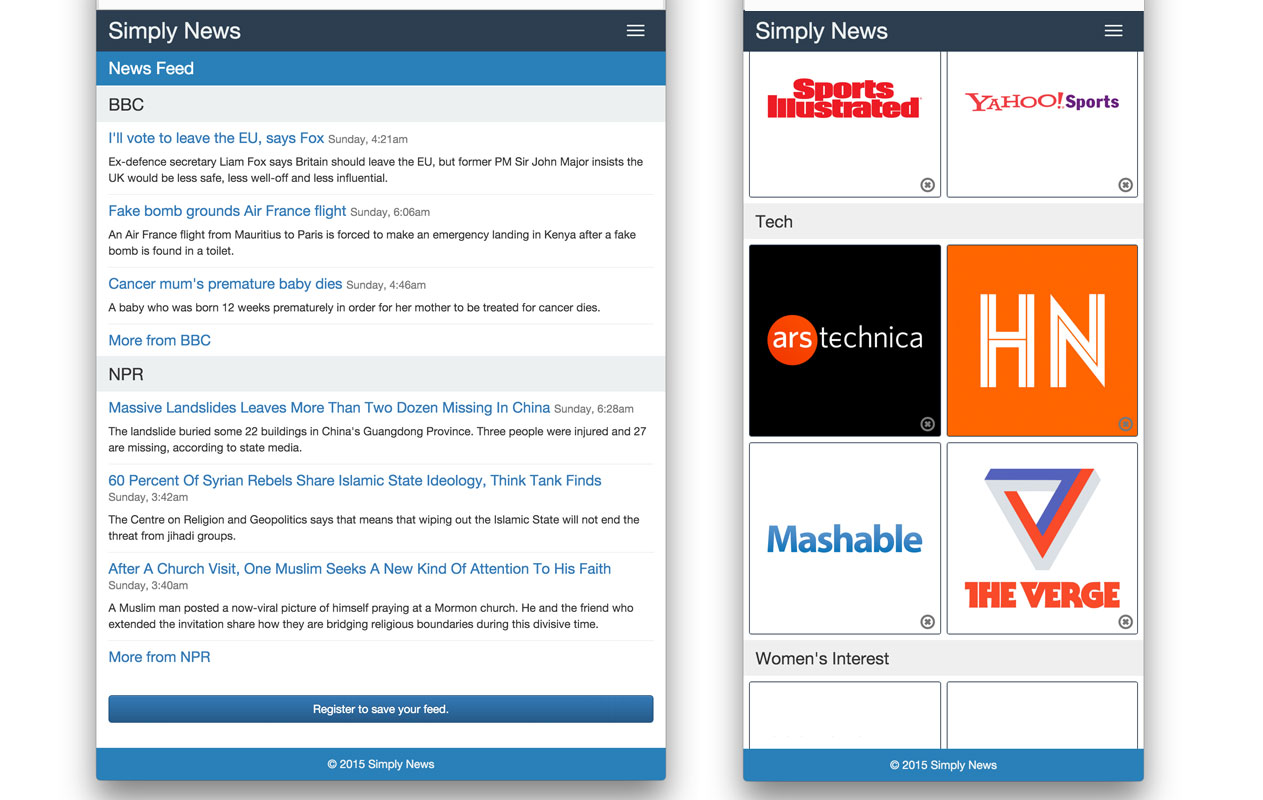 Simply News
News Feed
BBC
I'll vote to leave the EU, says Fox Sunday, 4:21am
Ex-defence secretary Liam Fox says Britain should leave the EU, but former PM Sir John Major insists the
UK would be less safe, less well-off and less influential.
Fake bomb grounds Air France flight Sunday, 6:06am
An Air France flight from Mauritius to Paris is forced to make an emergency landing in Kenya after a fake
bomb is found in a toilet.
Cancer mum's premature baby dies Sunday, 4:46am
A baby who was born 12 weeks prematurely in order for her mother to be treated for cancer dies.
More from BBC
NPR
Massive Landslides Leaves More Than Two Dozen Missing In China Sunday, 6:28am
The landslide buried some 22 buildings in China's Guangdong Province. Three people were injured and 27
are missing, according to state media.
60 Percent Of Syrian Rebels Share Islamic State Ideology, Think Tank Finds
Sunday, 3:42am
The Centre on Religion and Geopolitics says that means that wiping out the Islamic State will not end the
threat from jihadi groups.
After A Church Visit, One Muslim Seeks A New Kind Of Attention To His Faith
Sunday, 3:40am
A Muslim man posted a now-viral picture of himself praying at a Mormon church. He and the friend who
extended the invitation share how they are bridging religious boundaries during this divisive time.
More from NPR
Register to save your feed.
© 2015 Simply News
Simply News
Sports
Illustrated
YAHOO! Sports
Tech
ars technica
HN
Mashable
THE VERGE
Women's Interest
© 2015 Simply News